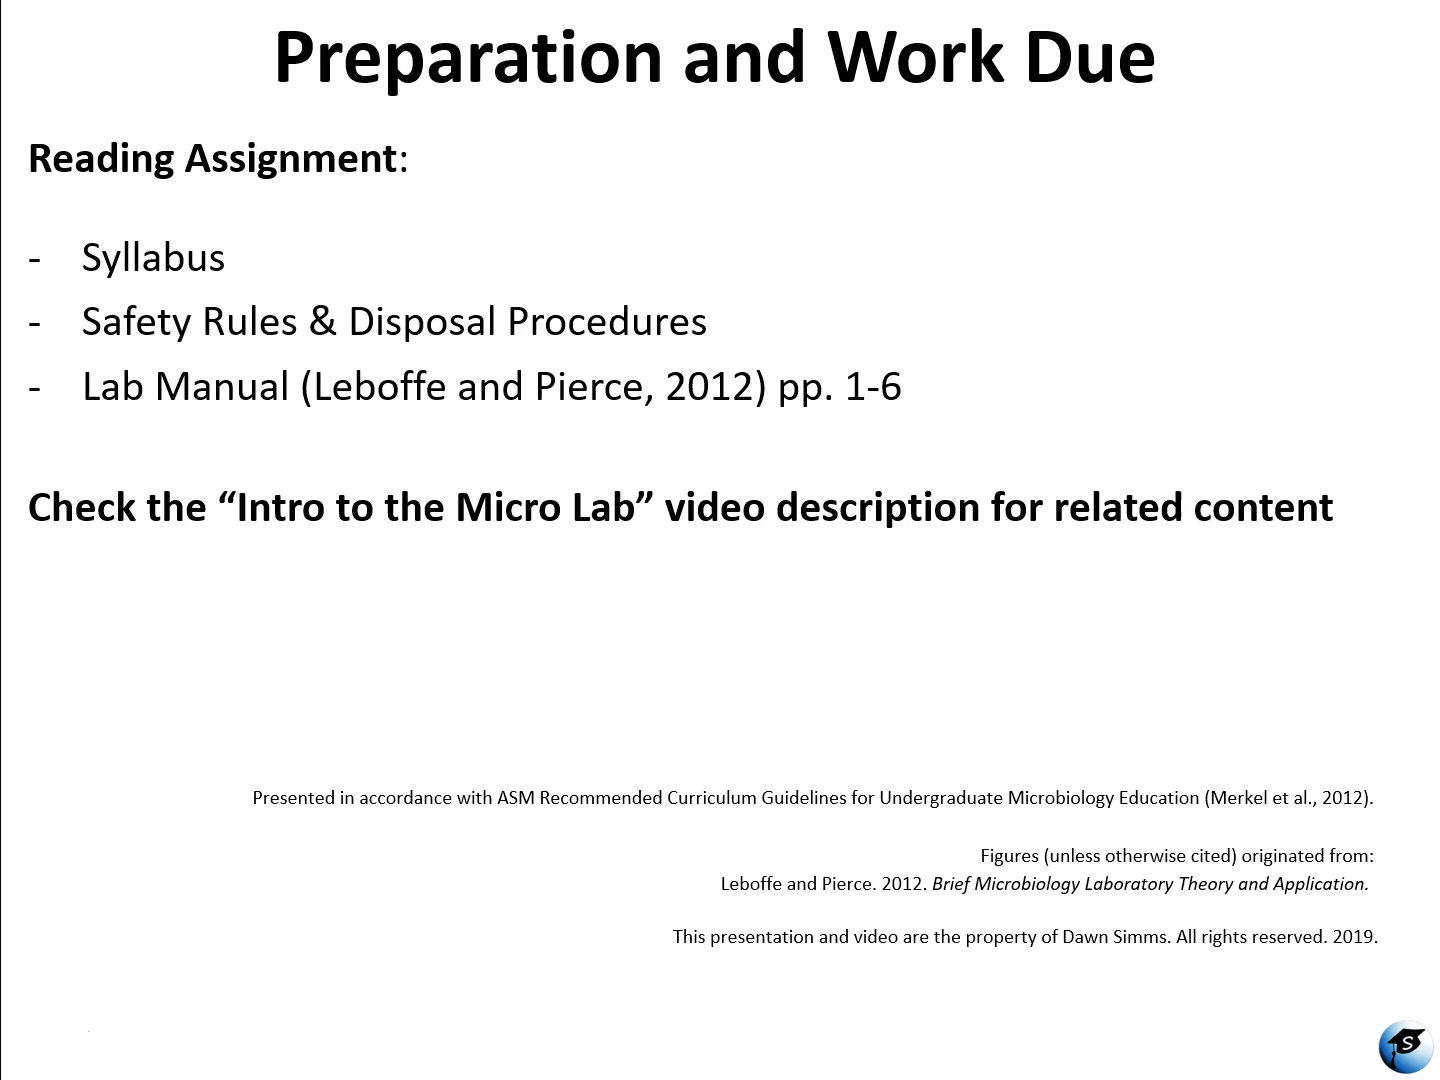 Preparation and Work Due
Reading Assignment:
- Syllabus
- Safety Rules & Disposal Procedures
- Lab Manual (Leboffe and Pierce, 2012) pp. 1-6
Check the “Intro to the Micro Lab” video description for related content
Presented in accordance with ASM Recommended Curriculum Guidelines for Undergraduate Microbiology Education (Merkel et al., 2012).
Figures (unless otherwise cited) originated from:
Leboffe and Pierce. 2012. Brief Microbiology Laboratory Theory and Application.
This presentation and video are the property of Dawn Simms. All rights reserved. 2019.
S